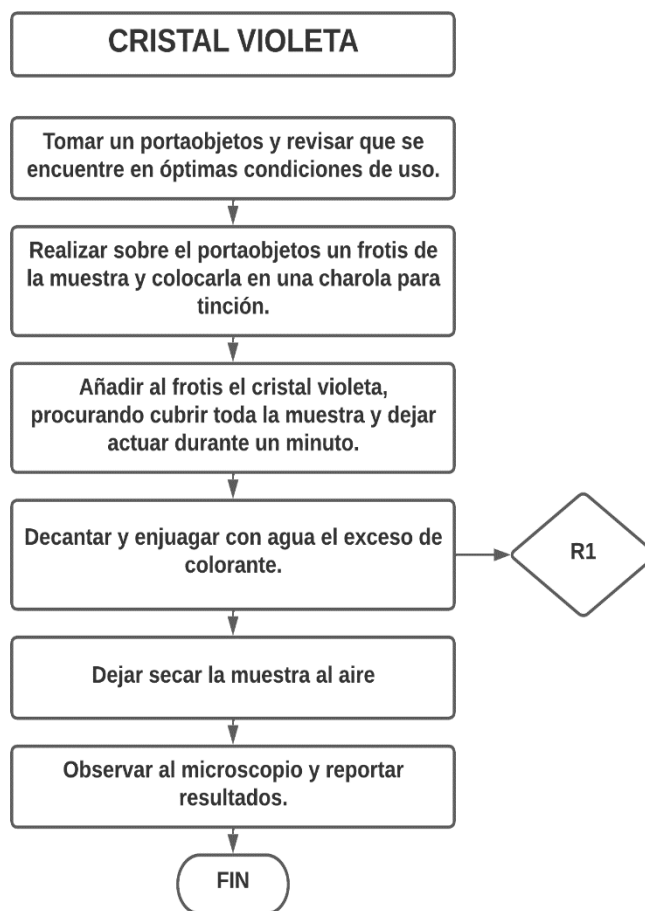 CRISTAL VIOLETA
Tomar un portaobjetos y revisar que se
encuentre en óptimas condiciones de uso.
Realizar sobre el portaobjetos un frotis de
la muestra y colocarla en una charola para
tinción.
Añadir al frotis el cristal violeta,
procurando cubrir toda la muestra y dejar
actuar durante un minuto.
Decantar y enjuagar con agua el exceso de
colorante.
R1
Dejar secar la muestra al aire
Observar al microscopio y reportar
resultados.
FIN